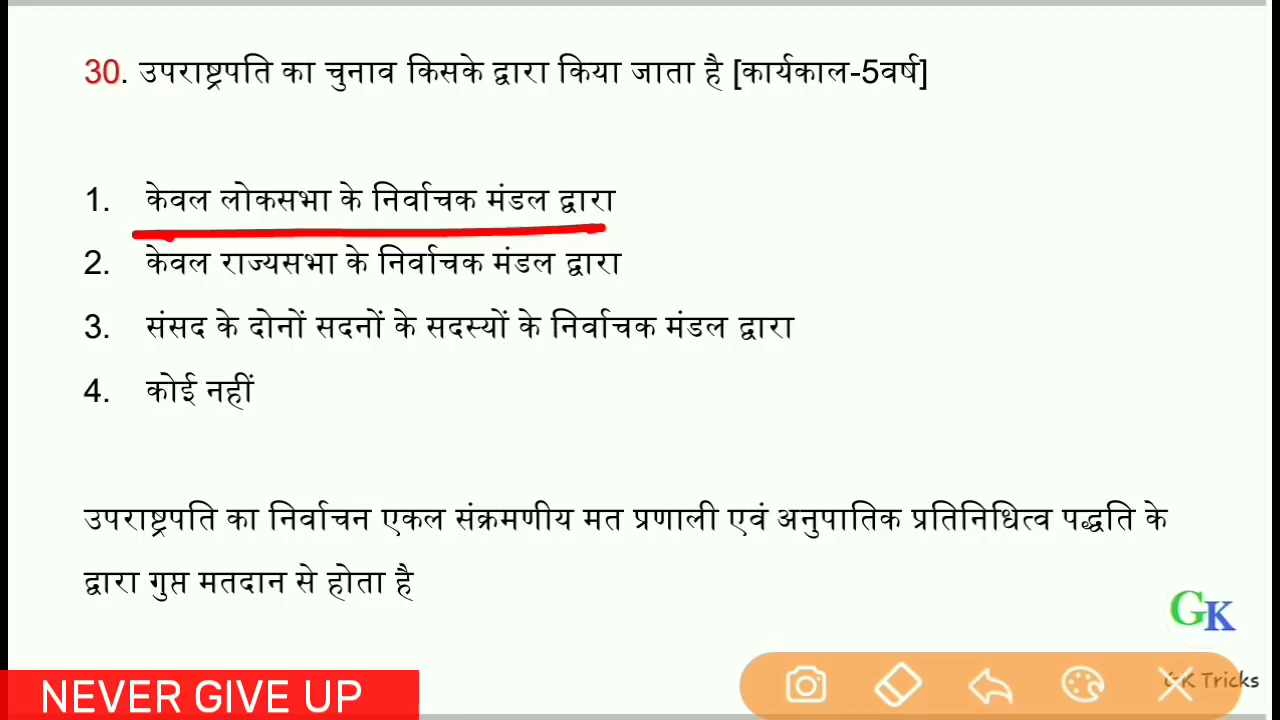 30. उपराष्ट्रपति का चुनाव किसके द्वारा किया जाता है [कार्यकाल-5वर्ष]
1. केवल लोकसभा के निर्वाचक मंडल द्वारा
2. केवल राज्यसभा के निर्वाचक मंडल द्वारा
3. संसद के दोनों सदनों के सदस्यों के निर्वाचक मंडल द्वारा
4. कोई नहीं
उपराष्ट्रपति का निर्वाचन एकल संक्रमणीय मत प्रणाली एवं अनुपातिक प्रतिनिधित्व पद्धति के
द्वारा गुप्त मतदान से होता है
GK
GK Tricks
NEVER GIVE UP